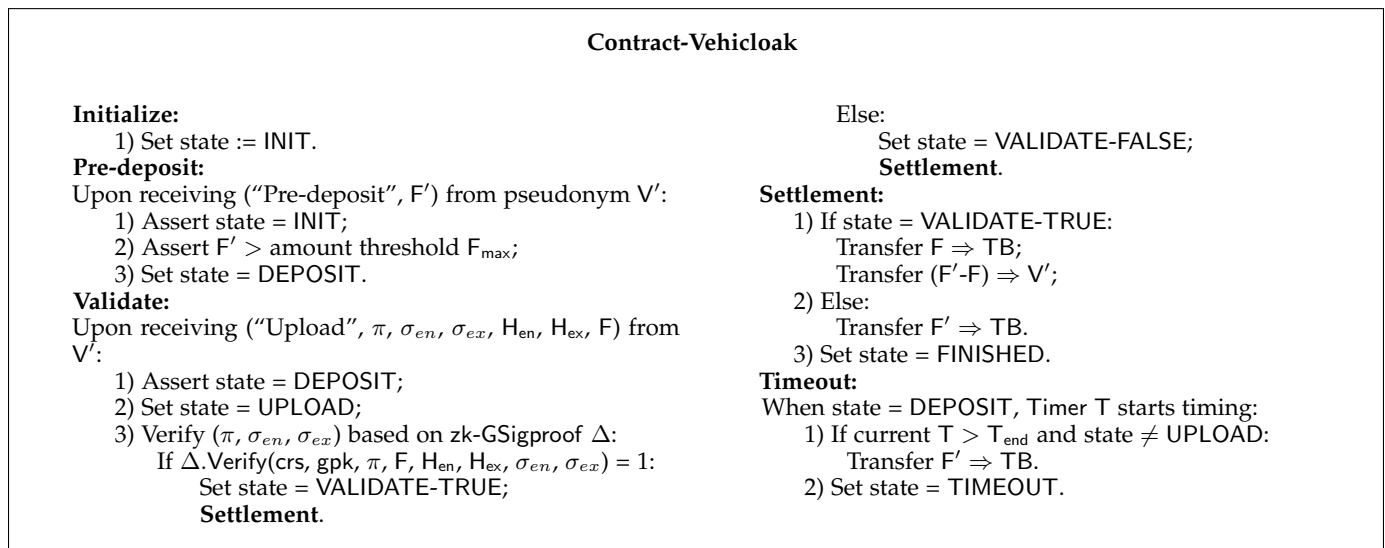 Contract-Vehicloak
Initialize:
1) Set state := INIT.
Pre-deposit:
Upon receiving (“Pre-deposit”, F′) from pseudonym V′:
1) Assert state = INIT;
2) Assert F′ > amount threshold F_max;
3) Set state = DEPOSIT.
Validate:
Upon receiving (“Upload”, π, σ_en, σ_ex, H_en, H_ex, F) from
V′:
1) Assert state = DEPOSIT;
2) Set state = UPLOAD;
3) Verify (π, σ_en, σ_ex) based on zk-GSigproof Δ:
If Δ.Verify(crs, gpk, π, F, H_en, H_ex, σ_en, σ_ex) = 1:
Set state = VALIDATE-TRUE;
Settlement.
Else:
Set state = VALIDATE-FALSE;
Settlement.
Settlement:
1) If state = VALIDATE-TRUE:
Transfer F ⇒ TB;
Transfer (F′-F) ⇒ V′;
2) Else:
Transfer F′ ⇒ TB.
3) Set state = FINISHED.
Timeout:
When state = DEPOSIT, Timer T starts timing:
1) If current T > T_end and state ≠ UPLOAD:
Transfer F′ ⇒ TB.
2) Set state = TIMEOUT.